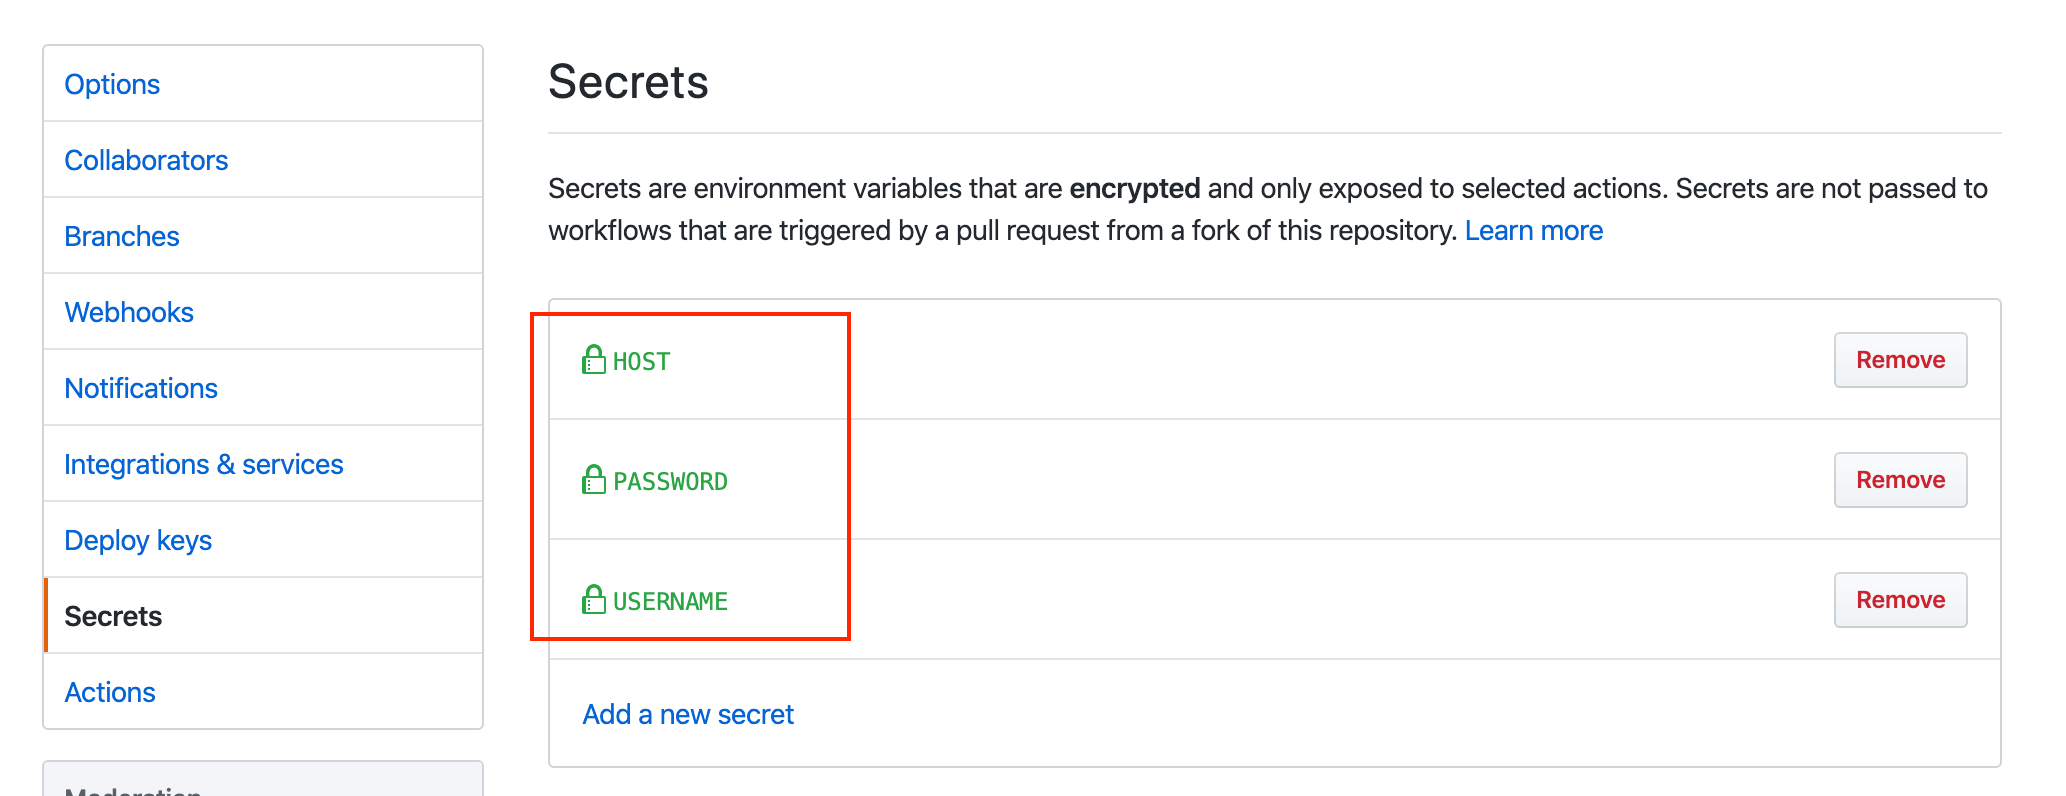 Options
Collaborators
Branches
Webhooks
Notifications
Integrations & services
Deploy keys
Secrets
Actions
Moderation
Secrets
Secrets are environment variables that are encrypted and only exposed to selected actions. Secrets are not passed to
workflows that are triggered by a pull request from a fork of this repository. Learn more
HOST Remove
PASSWORD Remove
USERNAME Remove
Add a new secret